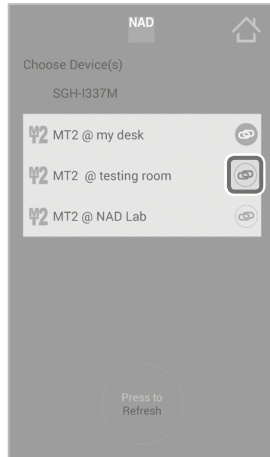 NAD
Choose Device(s)
SGH-I337M
MT2 @ my desk
MT2 @ testing room
MT2 @ NAD Lab
Press to
Refresh